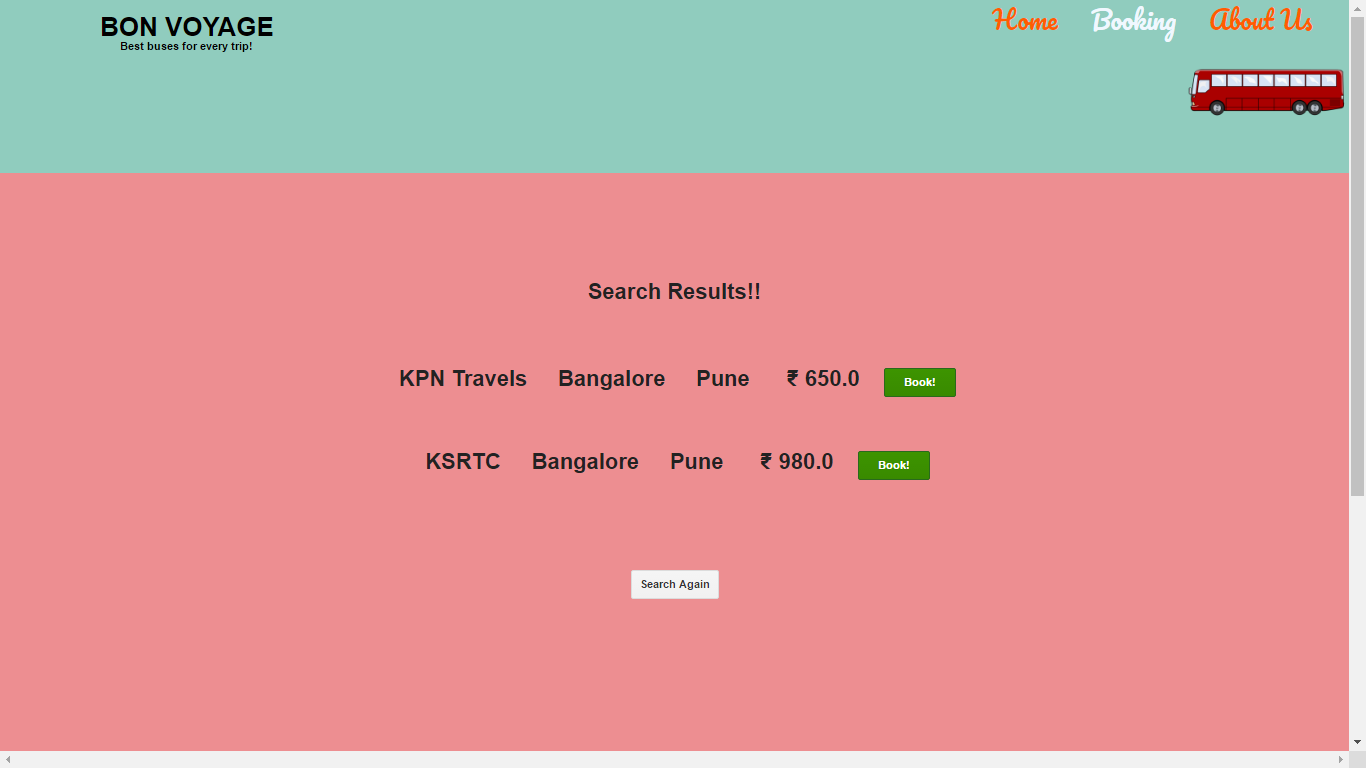 BON VOYAGE
Best buses for every trip!
Home Booking About Us
Search Results!!
KPN Travels Bangalore Pune ₹ 650.0 Book!
KSRTC Bangalore Pune ₹ 980.0 Book!
Search Again